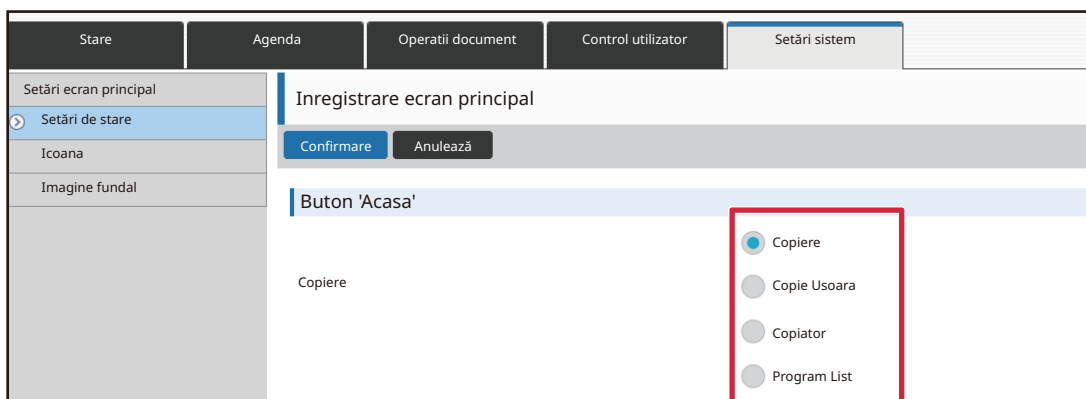 Stare
Agenda
Operatii document
Control utilizator
Setări sistem
Setări ecran principal
Setări de stare
Icoana
Imagine fundal
Inregistrare ecran principal
Confirmare
Anulează
Buton 'Acasa'
Copiere
Copiere
Copie Usoara
Copiator
Program List